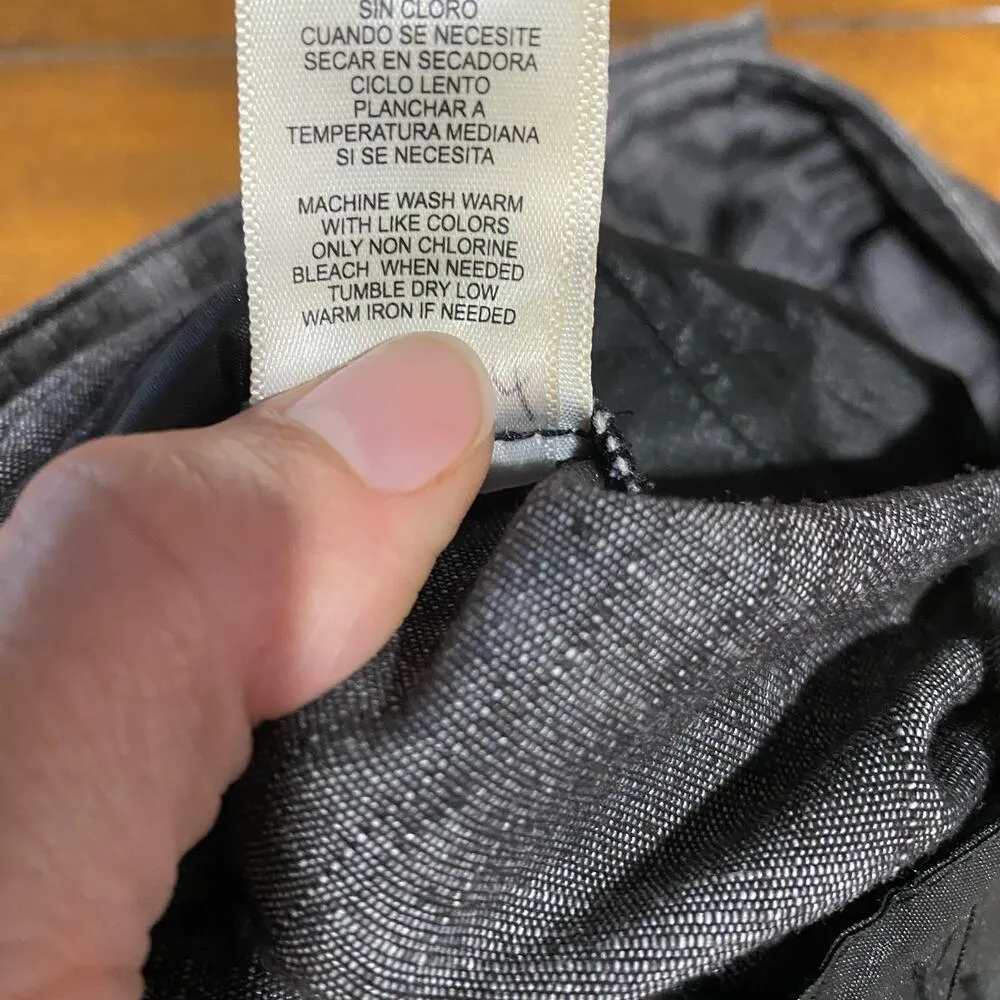 SIN CLORO
CUANDO SE NECESITE
SECAR EN SECADORA
CICLO LENTO
PLANCHAR A
TEMPERATURA MEDIANA
SI SE NECESITA
MACHINE WASH WARM
WITH LIKE COLORS
ONLY NON CHLORINE
BLEACH WHEN NEEDED
TUMBLE DRY LOW
WARM IRON IF NEEDED